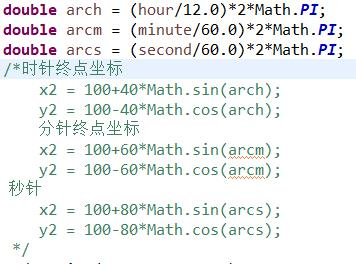 double arch = (hour/12.0)*2*Math.PI;
double arcm = (minute/60.0)*2*Math.PI;
double arcs = (second/60.0)*2*Math.PI;
/*时针终点坐标
x2 = 100+40*Math.sin(arch);
y2 = 100-40*Math.cos(arch);
分针终点坐标
x2 = 100+60*Math.sin(arcm);
y2 = 100-60*Math.cos(arcm);
秒针
x2 = 100+80*Math.sin(arcs);
y2 = 100-80*Math.cos(arcs);
*/